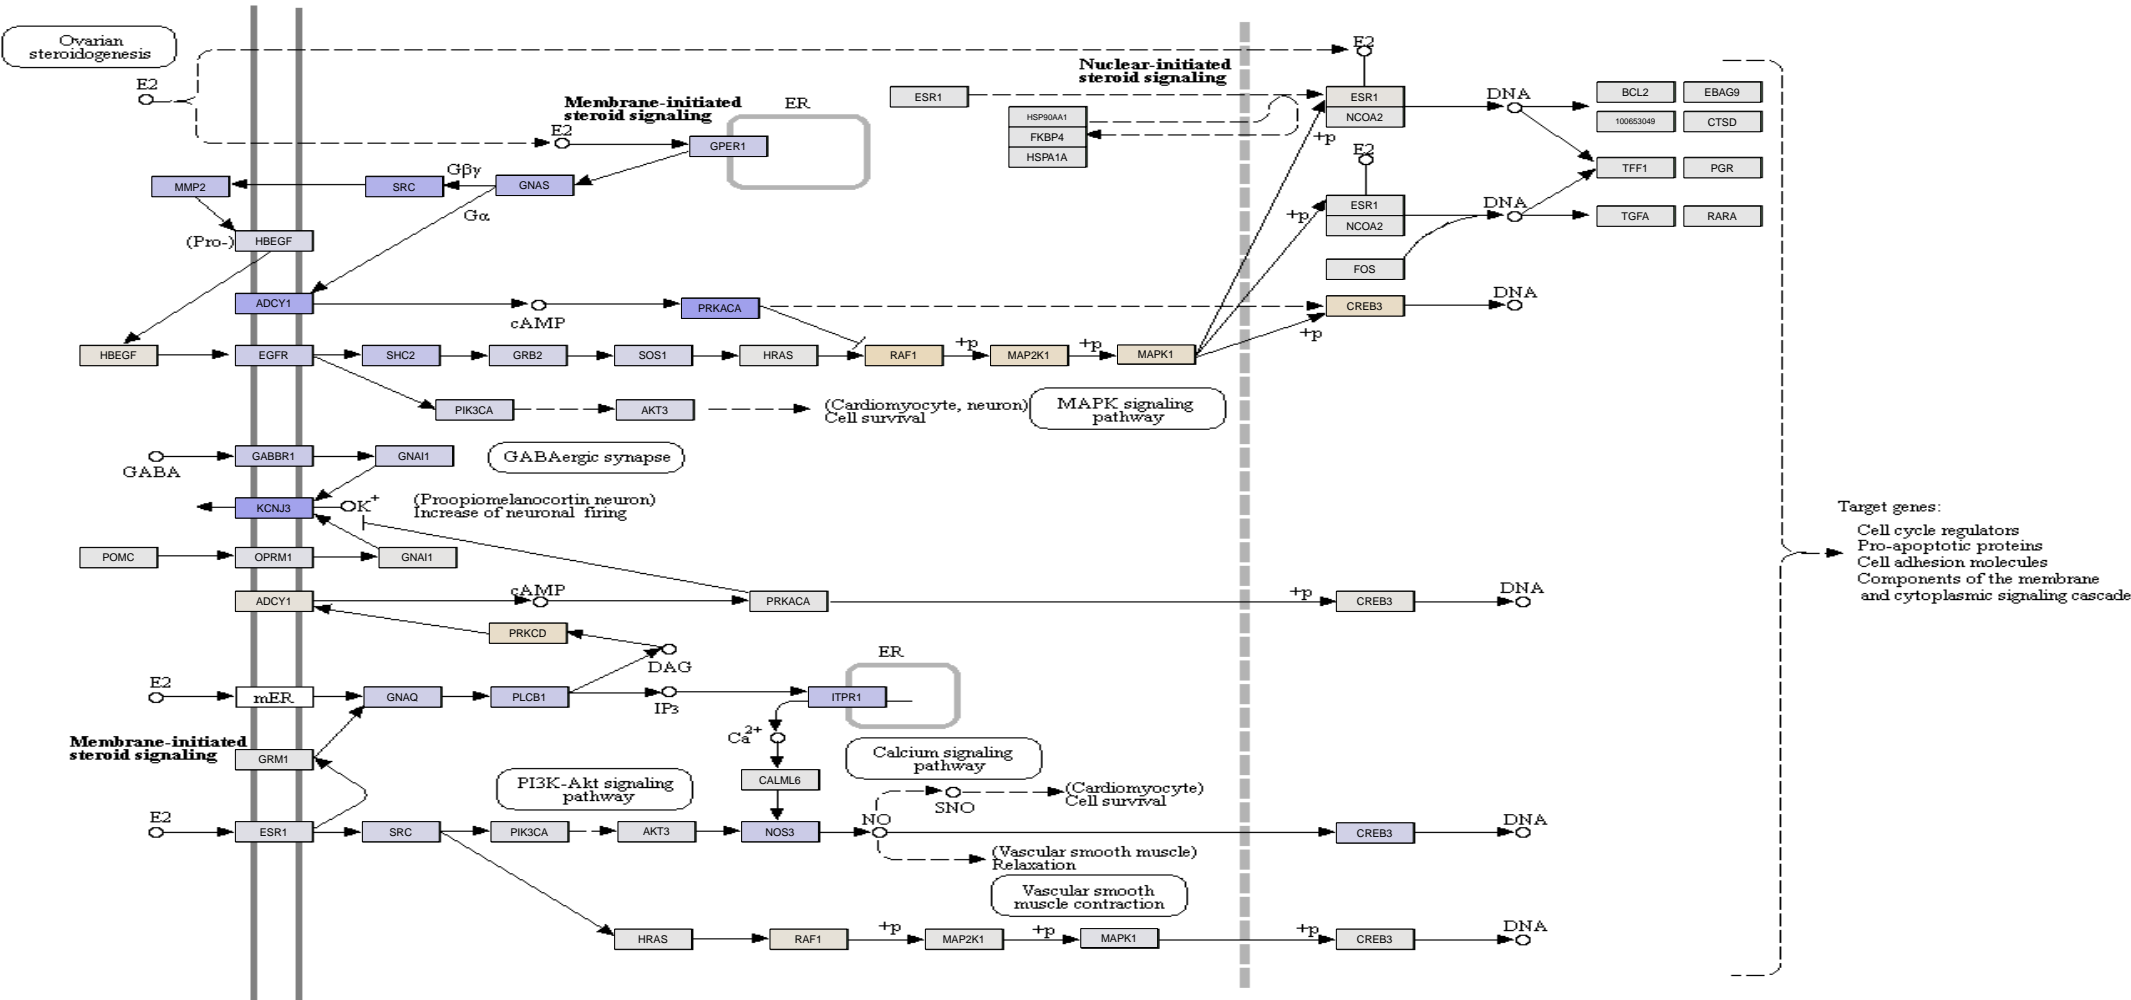 Ovarian
steroidogenesis
E2
E2
Nuclear-initiated
steroid signaling
Membrane-initiated
steroid signaling
ER
ESR1
ESR1
NCOA2
DNA
BCL2
EBAG9
HSP90AA1
FKBP4
HSPA1A
100653049
CTSD
+p
E2
GPER1
E2
TFF1
PGR
MMP2
SRC
Gβγ
GNAS
Gα
+p
ESR1
NCOA2
DNA
TGFA
RARA
(Pro-)
HBEGF
FOS
ADCY1
cAMP
PRKACA
CREB3
DNA
+p
HBEGF
EGFR
SHC2
GRB2
SOS1
HRAS
RAF1
+p
MAP2K1
+p
MAPK1
PIK3CA
AKT3
(Cardiomyocyte, neuron)
Cell survival
MAPK signaling
pathway
GABA
GABBR1
GNAI1
GABAergic synapse
KCNJ3
K+
(Proopiomelanocortin neuron)
Increase of neuronal firing
Target genes:
Cell cycle regulators
Pro-apoptotic proteins
Cell adhesion molecules
Components of the membrane
and cytoplasmic signaling cascade
POMC
OPRM1
GNAI1
ADCY1
cAMP
PRKACA
+p
CREB3
DNA
PRKCD
DAG
ER
E2
mER
GNAQ
PLCB1
IP3
ITPR1
Ca2+
Membrane-initiated
steroid signaling
GRM1
CALML6
Calcium signaling
pathway
PI3K-Akt signaling
pathway
SNO
(Cardiomyocyte)
Cell survival
E2
ESR1
SRC
PIK3CA
AKT3
NOS3
NO
CREB3
DNA
(Vascular smooth muscle)
Relaxation
Vascular smooth
muscle contraction
HRAS
RAF1
+p
MAP2K1
+p
MAPK1
+p
CREB3
DNA